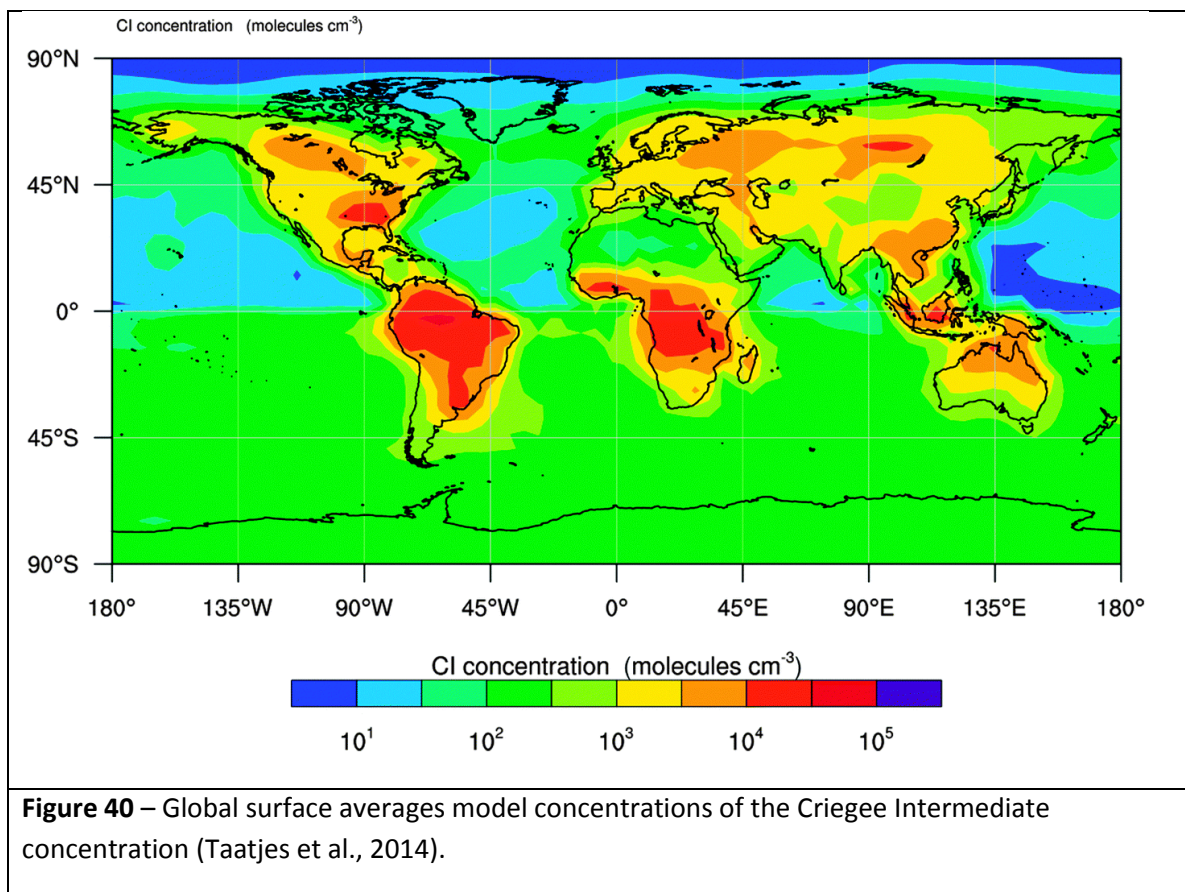 CI concentration (molecules cm⁻³)
90°N
45°N
0°
45°S
90°S
180° 135°W 90°W 45°W 0° 45°E 90°E 135°E 180°
CI concentration (molecules cm⁻³)
10¹ 10² 10³ 10⁴ 10⁵
Figure 40 – Global surface averages model concentrations of the Criegee Intermediate
concentration (Taatjes et al., 2014).